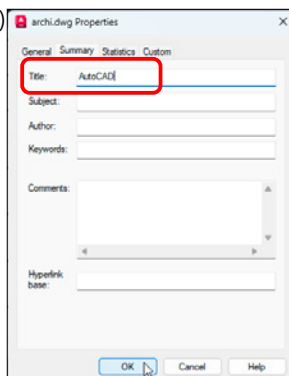 )
archi.dwg Properties
General Summary Statistics Custom
Title: AutoCAD
Subject:
Author:
Keywords:
Comments:
Hyperlink
base:
OK Cancel Help